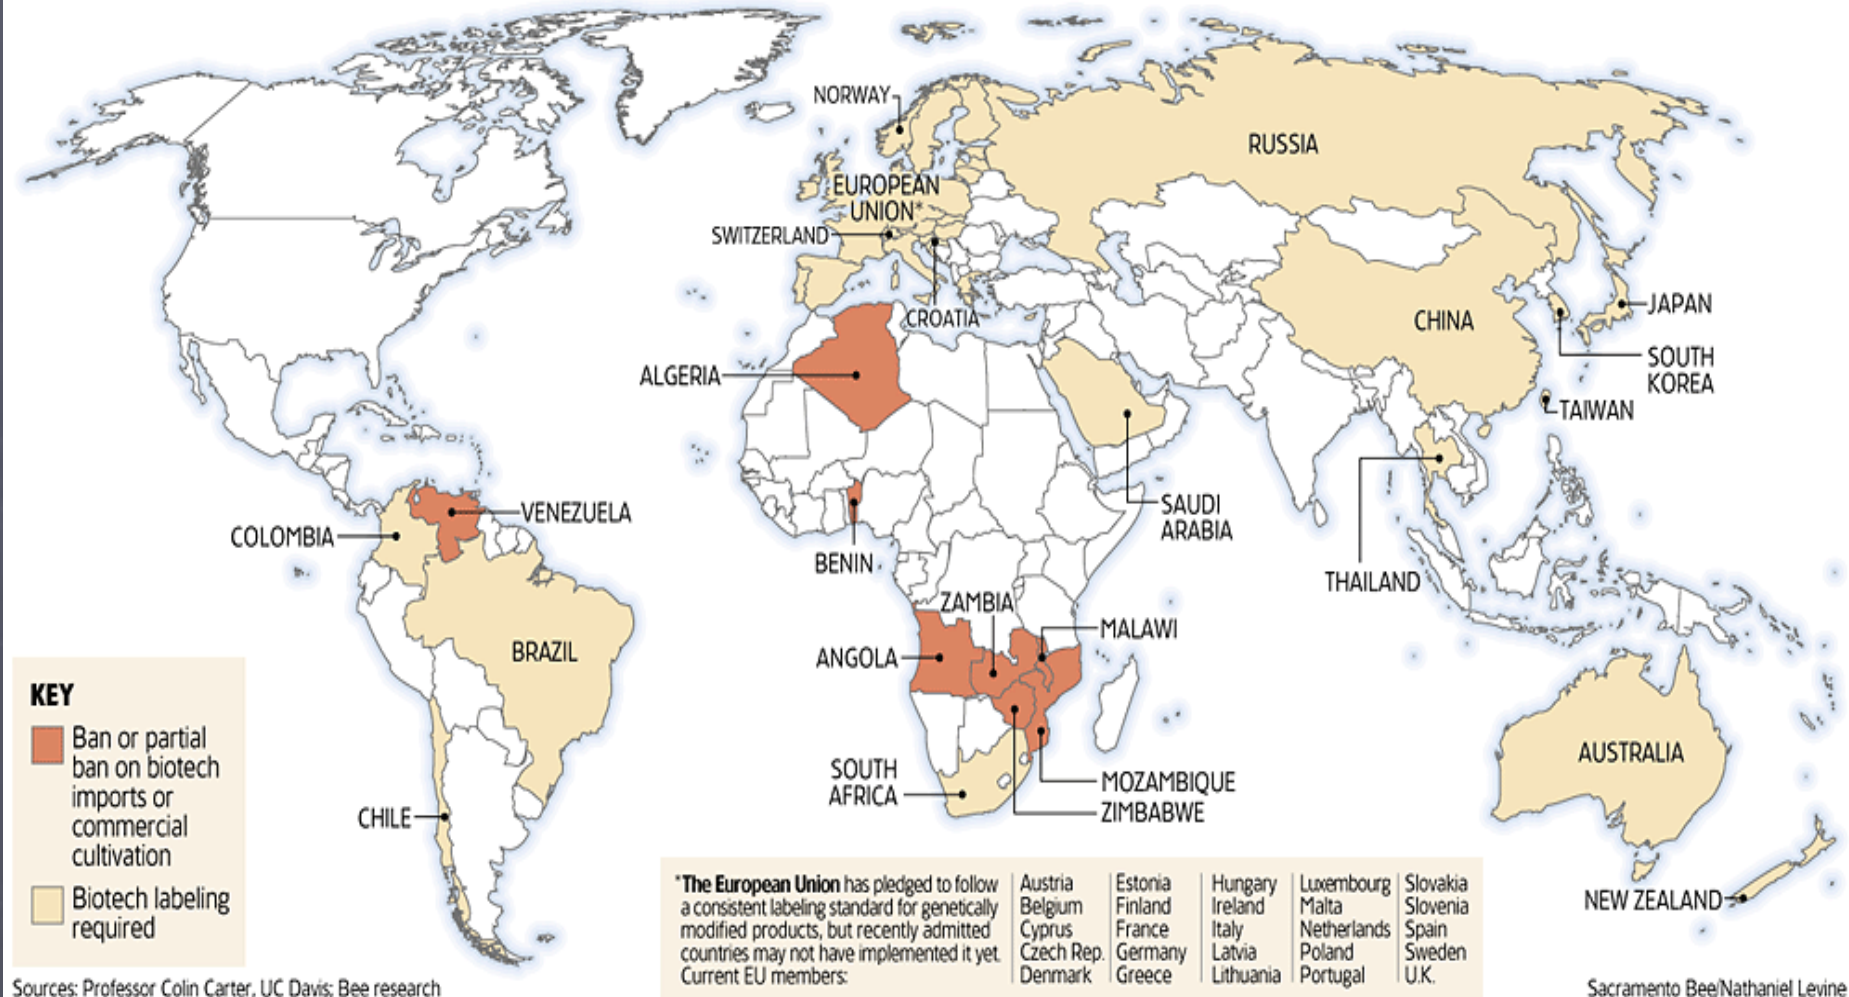 NORWAY
RUSSIA
EUROPEAN
UNION*
SWITZERLAND
CROATIA
CHINA
JAPAN
SOUTH
KOREA
TAIWAN
ALGERIA
SAUDI
ARABIA
THAILAND
VENEZUELA
COLOMBIA
BENIN
ZAMBIA
MALAWI
ANGOLA
BRAZIL
SOUTH
AFRICA
MOZAMBIQUE
ZIMBABWE
AUSTRALIA
CHILE
NEW ZEALAND
KEY
Ban or partial
ban on biotech
imports or
commercial
cultivation
Biotech labeling
required
*The European Union has pledged to follow
a consistent labeling standard for genetically
modified products, but recently admitted
countries may not have implemented it yet.
Current EU members:
Austria
Belgium
Cyprus
Czech Rep.
Denmark
Estonia
Finland
France
Germany
Greece
Hungary
Ireland
Italy
Latvia
Lithuania
Luxembourg
Malta
Netherlands
Poland
Portugal
Slovakia
Slovenia
Spain
Sweden
U.K.
Sources: Professor Colin Carter, UC Davis; Bee research
Sacramento Bee/Nathaniel Levine